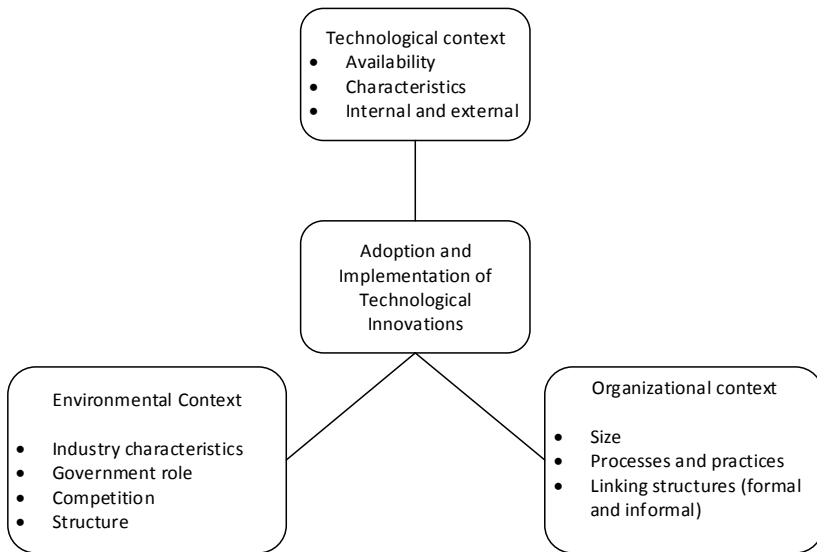 Technological context
• Availability
• Characteristics
• Internal and external
Adoption and
Implementation of
Technological
Innovations
Environmental Context
• Industry characteristics
• Government role
• Competition
• Structure
Organizational context
• Size
• Processes and practices
• Linking structures (formal
and informal)